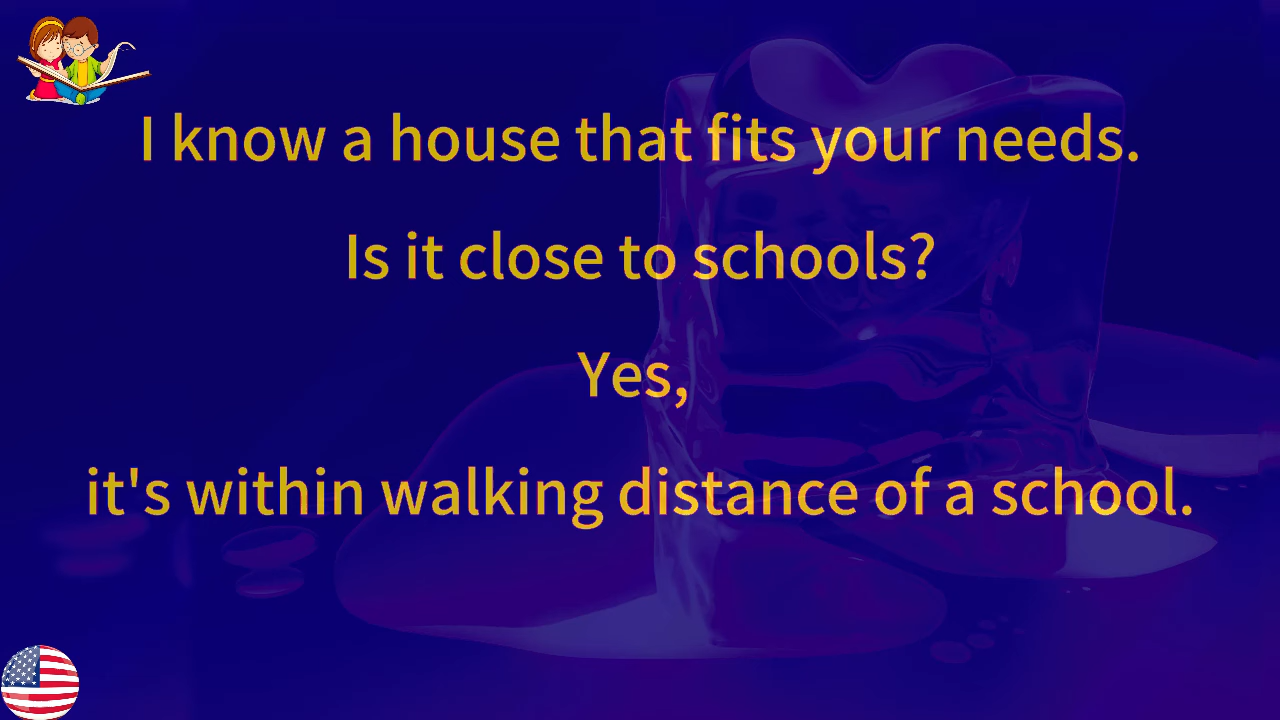 I know a house that fits your needs.
Is it close to schools?
Yes,
it's within walking distance of a school.